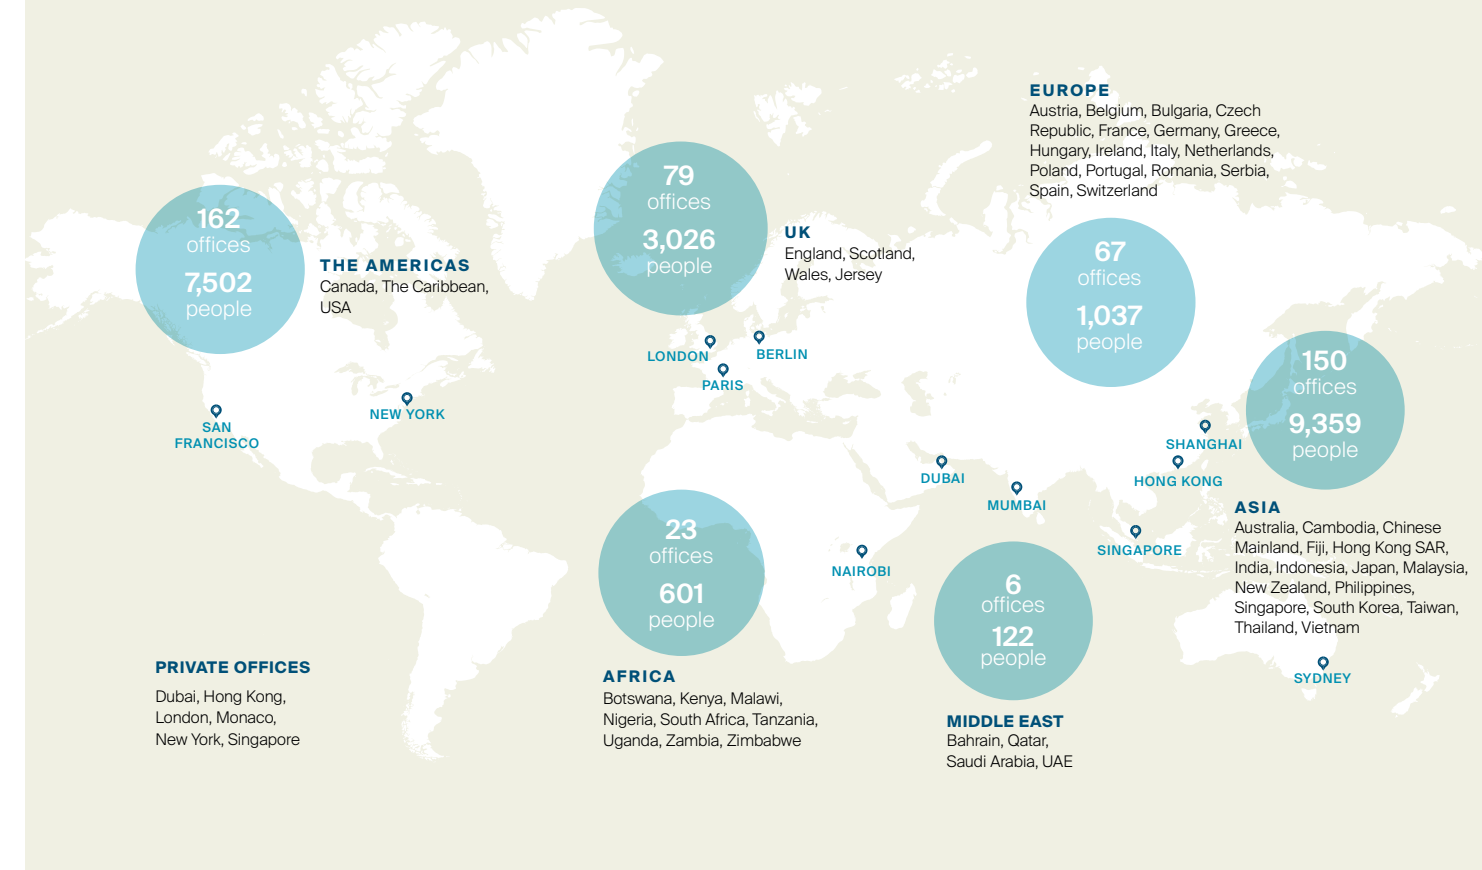 162
offices
7,502
people
THE AMERICAS
Canada, The Caribbean,
USA
79
offices
3,026
people
UK
England, Scotland,
Wales, Jersey
EUROPE
Austria, Belgium, Bulgaria, Czech
Republic, France, Germany, Greece,
Hungary, Ireland, Italy, Netherlands,
Poland, Portugal, Romania, Serbia,
Spain, Switzerland
67
offices
1,037
people
150
offices
9,359
people
LONDON
BERLIN
PARIS
NEW YORK
SAN
FRANCISCO
SHANGHAI
HONG KONG
DUBAI
MUMBAI
SINGAPORE
NAIROBI
ASIA
Australia, Cambodia, Chinese
Mainland, Fiji, Hong Kong SAR,
India, Indonesia, Japan, Malaysia,
New Zealand, Philippines,
Singapore, South Korea, Taiwan,
Thailand, Vietnam
SYDNEY
23
offices
601
people
AFRICA
Botswana, Kenya, Malawi,
Nigeria, South Africa, Tanzania,
Uganda, Zambia, Zimbabwe
6
offices
122
people
MIDDLE EAST
Bahrain, Qatar,
Saudi Arabia, UAE
PRIVATE OFFICES
Dubai, Hong Kong,
London, Monaco,
New York, Singapore